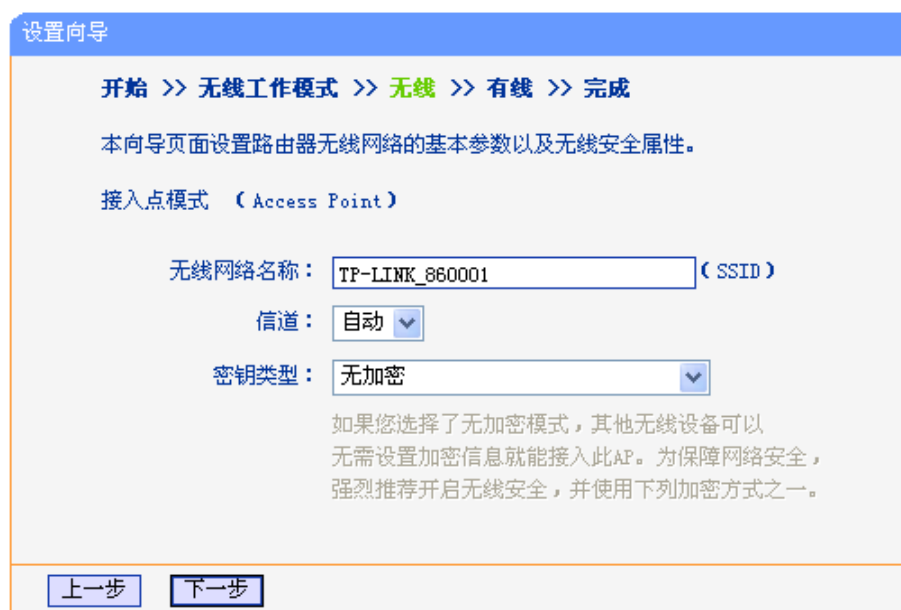 设置向导
开始 >> 无线工作模式 >> 无线 >> 有线 >> 完成
本向导页面设置路由器无线网络的基本参数以及无线安全属性。
接入点模式 （Access Point）
无线网络名称： TP-LINK_860001 （SSID）
信道： 自动
密钥类型： 无加密
如果您选择了无加密模式，其他无线设备可以
无需设置加密信息就能接入此AP。为保障网络安全，
强烈推荐开启无线安全，并使用下列加密方式之一。
上一步 下一步